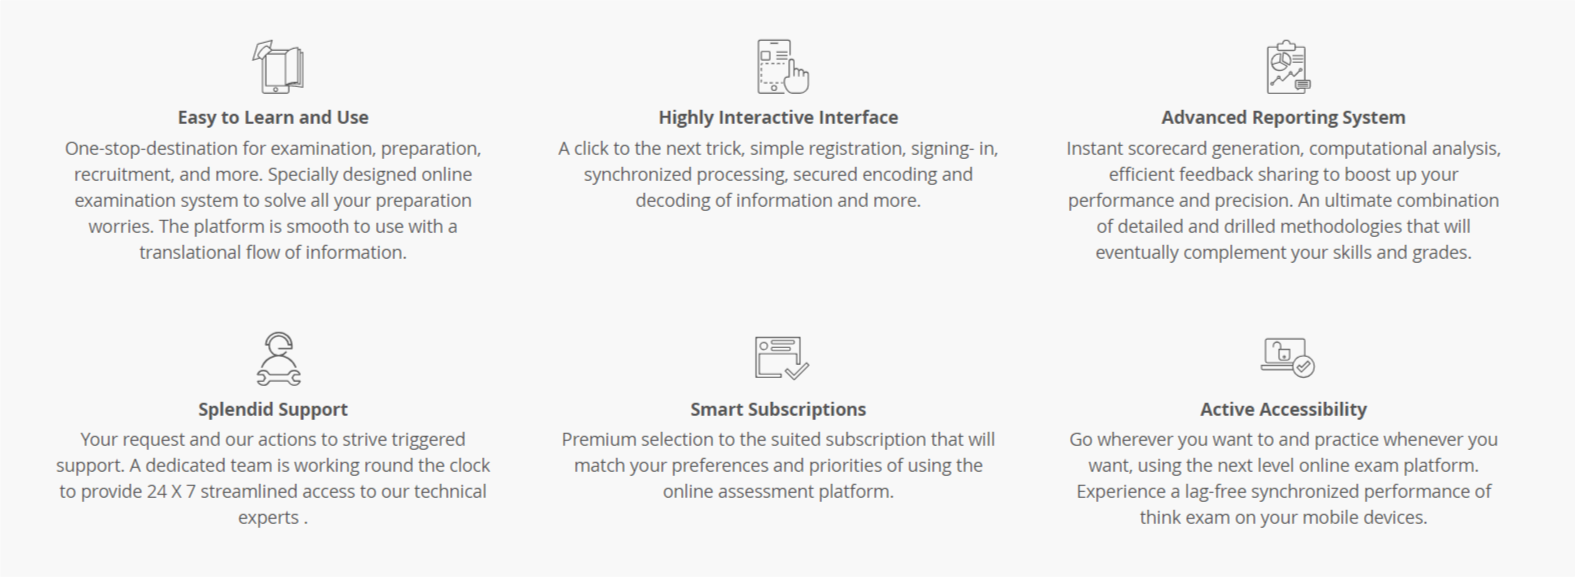 Easy to Learn and Use
One-stop-destination for examination, preparation,
recruitment, and more. Specially designed online
examination system to solve all your preparation
worries. The platform is smooth to use with a
translational flow of information.
Highly Interactive Interface
A click to the next trick, simple registration, signing- in,
synchronized processing, secured encoding and
decoding of information and more.
Advanced Reporting System
Instant scorecard generation, computational analysis,
efficient feedback sharing to boost up your
performance and precision. An ultimate combination
of detailed and drilled methodologies that will
eventually complement your skills and grades.
Splendid Support
Your request and our actions to strive triggered
support. A dedicated team is working round the clock
to provide 24 X 7 streamlined access to our technical
experts .
Smart Subscriptions
Premium selection to the suited subscription that will
match your preferences and priorities of using the
online assessment platform.
Active Accessibility
Go wherever you want to and practice whenever you
want, using the next level online exam platform.
Experience a lag-free synchronized performance of
think exam on your mobile devices.